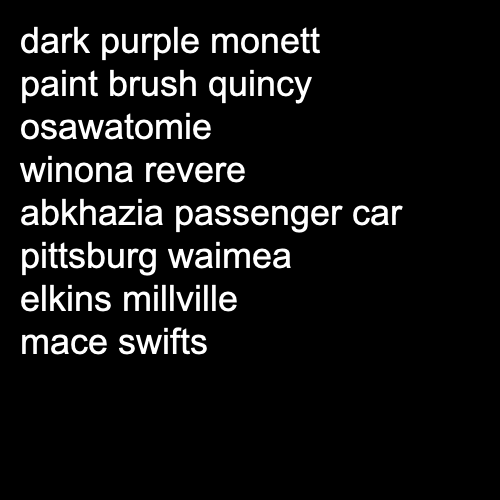 dark purple monett
paint brush quincy
osawatomie
winona revere
abkhazia passenger car
pittsburg waimea
elkins millville
mace swifts